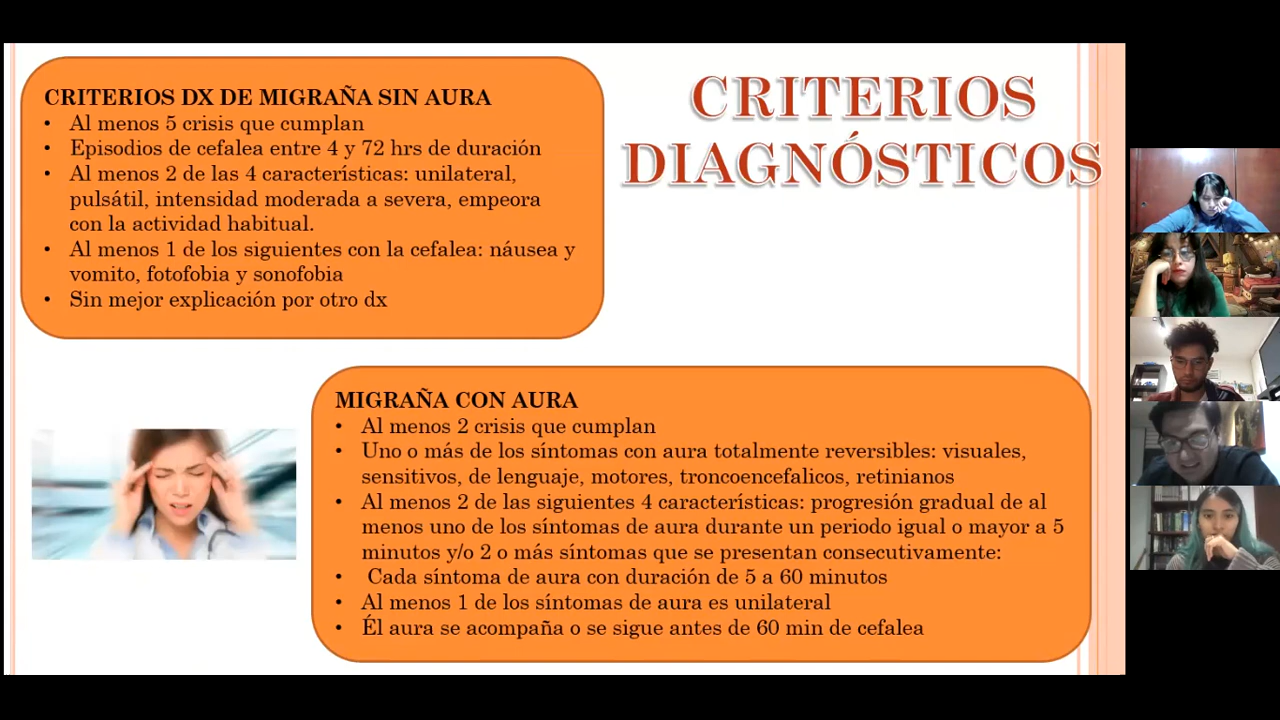 CRITERIOS
DIAGNÓSTICOS
CRITERIOS DX DE MIGRAÑA SIN AURA
• Al menos 5 crisis que cumplan
• Episodios de cefalea entre 4 y 72 hrs de duración
• Al menos 2 de las 4 características: unilateral,
pulsátil, intensidad moderada a severa, empeora
con la actividad habitual.
• Al menos 1 de los siguientes con la cefalea: náusea y
vomito, fotofobia y sonofobia
• Sin mejor explicación por otro dx
MIGRAÑA CON AURA
• Al menos 2 crisis que cumplan
• Uno o más de los síntomas con aura totalmente reversibles: visuales,
sensitivos, de lenguaje, motores, troncoencefalicos, retinianos
• Al menos 2 de las siguientes 4 características: progresión gradual de al
menos uno de los síntomas de aura durante un periodo igual o mayor a 5
minutos y/o 2 o más síntomas que se presentan consecutivamente:
• Cada síntoma de aura con duración de 5 a 60 minutos
• Al menos 1 de los síntomas de aura es unilateral
• Él aura se acompaña o se sigue antes de 60 min de cefalea